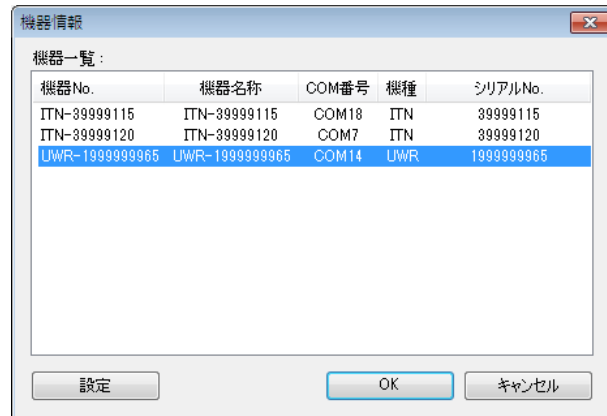 機器情報
機器一覧:
機器No. 機器名称 COM番号 機種 シリアルNo.
ITN-39999115 ITN-39999115 COM18 ITN 39999115
ITN-39999120 ITN-39999120 COM7 ITN 39999120
UWR-1999999965 UWR-1999999965 COM14 UWR 1999999965
設定 OK キャンセル